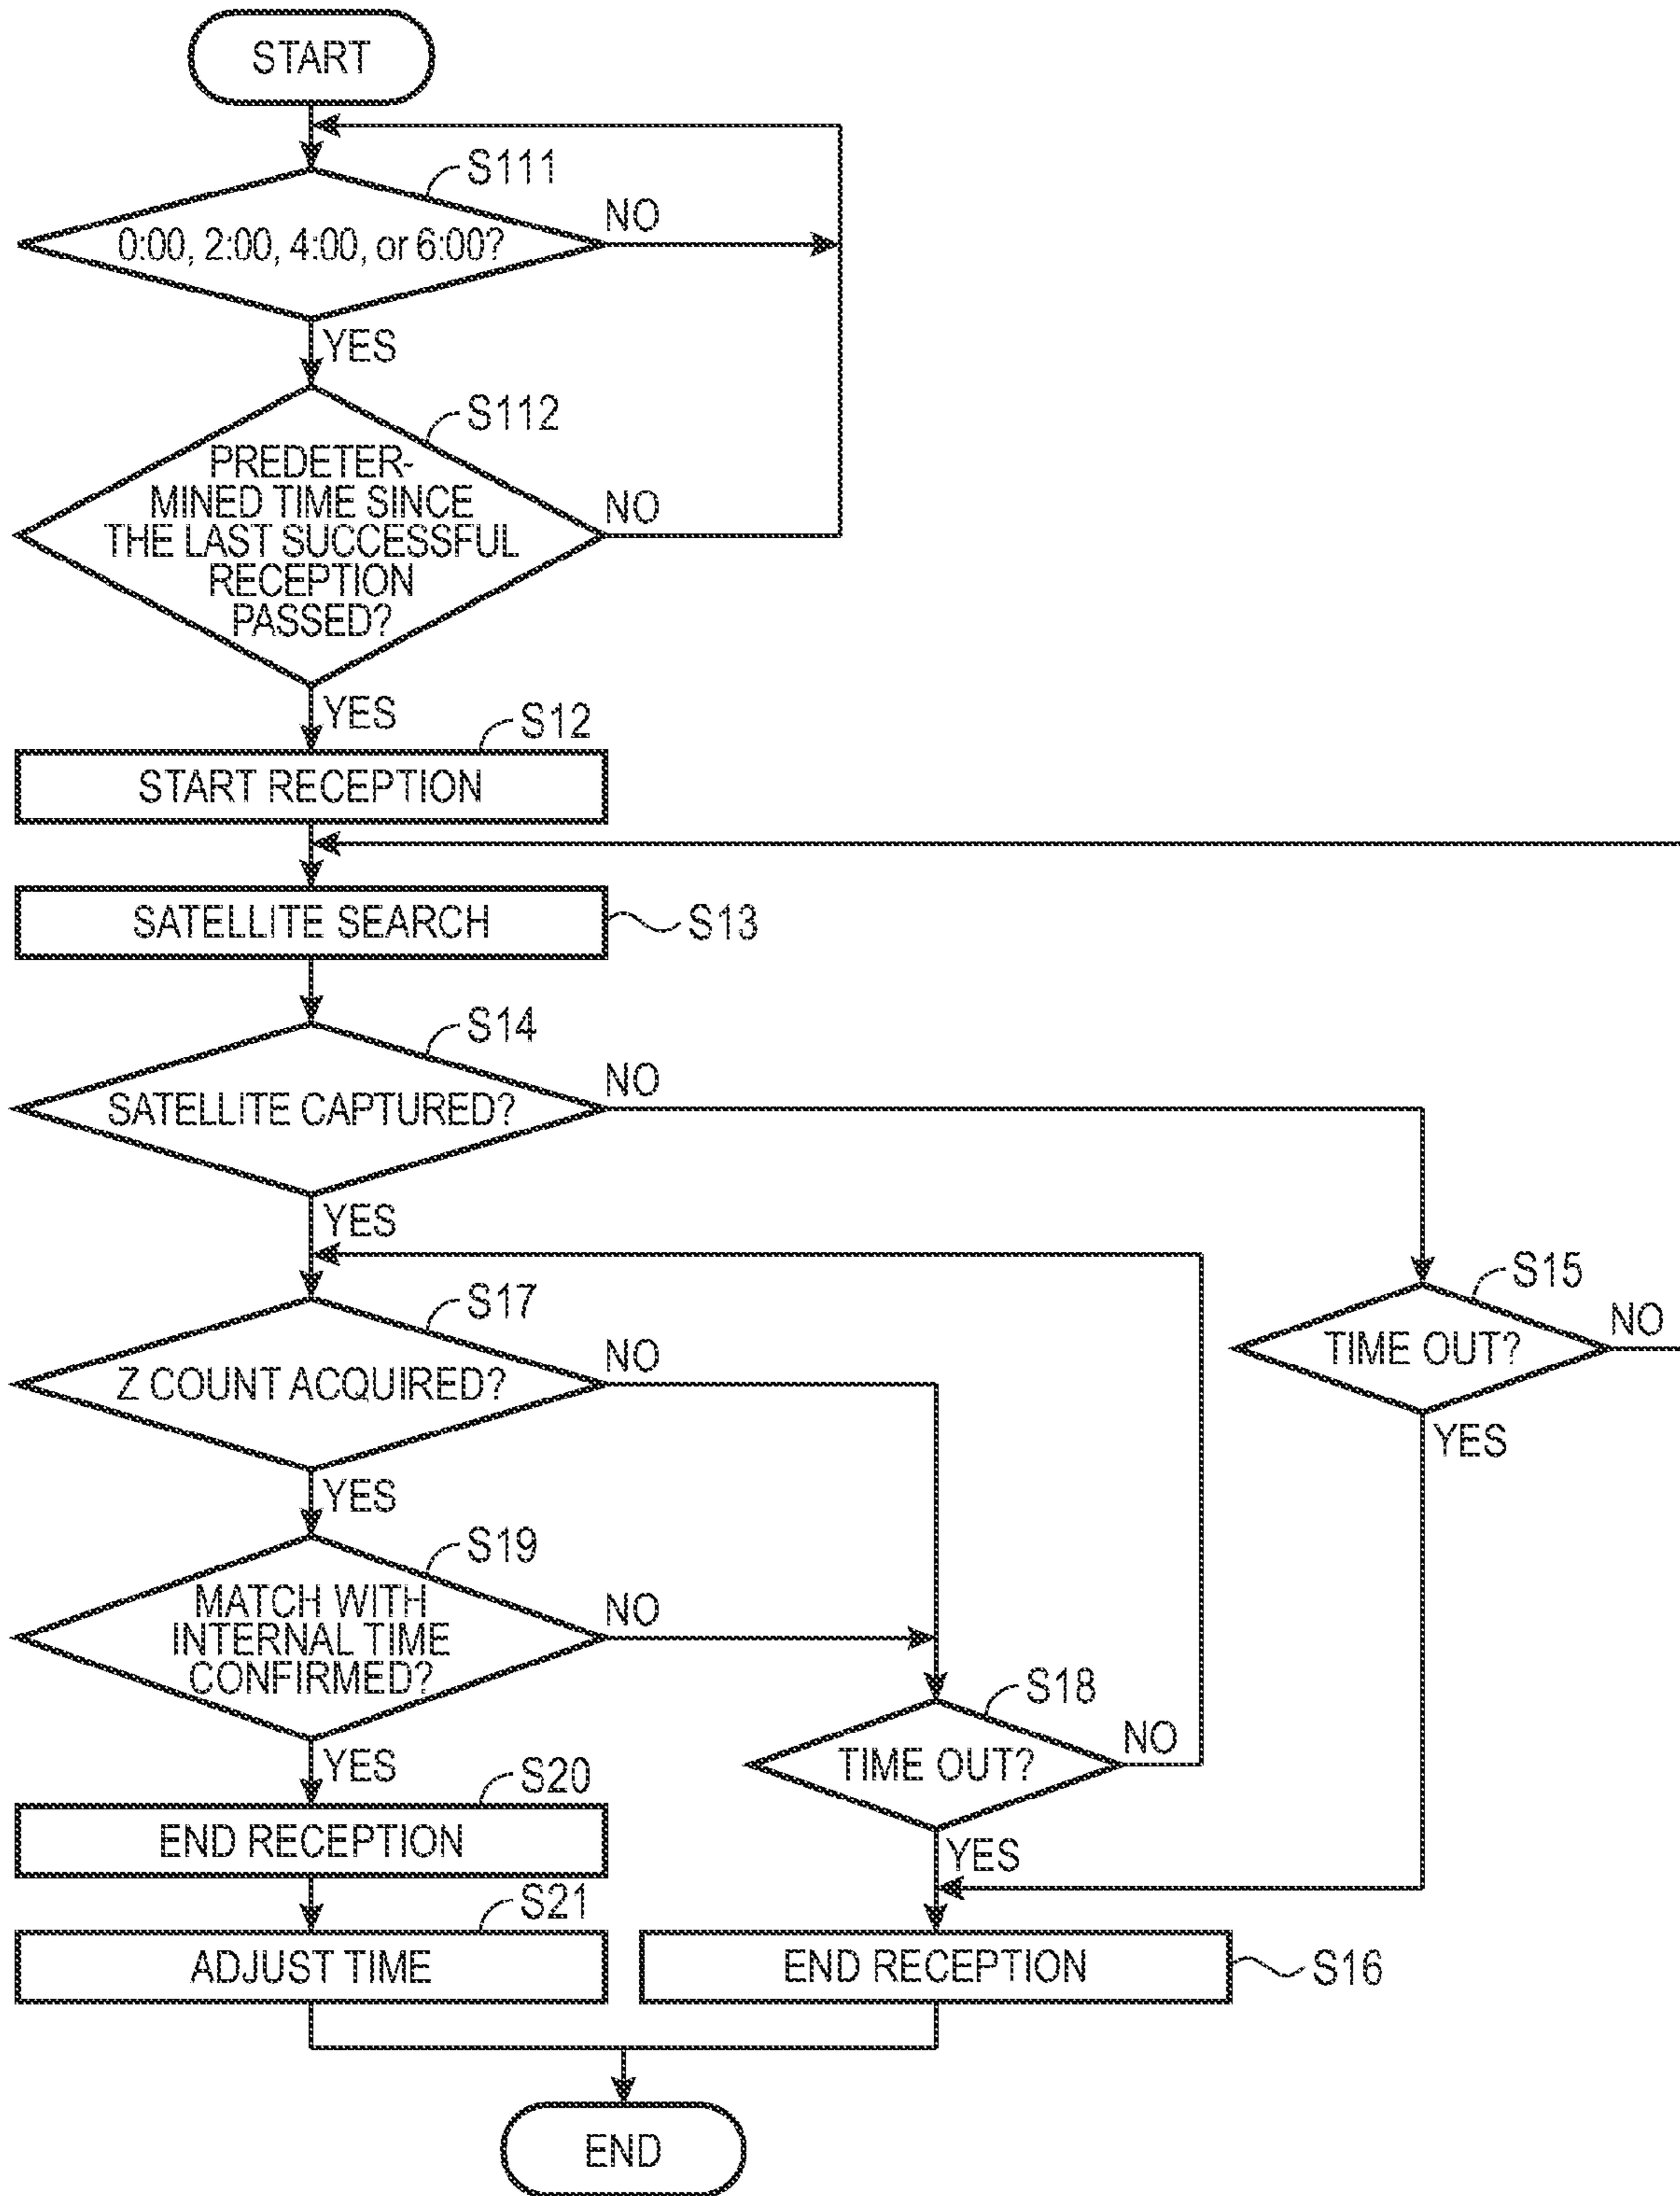 START
S111
0:00, 2:00, 4:00, or 6:00?
NO
YES
S112
PREDETER-
MINED TIME SINCE
THE LAST SUCCESSFUL
RECEPTION
PASSED?
NO
YES
S12
START RECEPTION
SATELLITE SEARCH
S13
S14
SATELLITE CAPTURED?
NO
YES
S15
TIME OUT?
NO
YES
S17
Z COUNT ACQUIRED?
NO
YES
S19
MATCH WITH
INTERNAL TIME
CONFIRMED?
NO
YES
S18
TIME OUT?
NO
YES
S20
END RECEPTION
S21
ADJUST TIME
END RECEPTION
S16
END